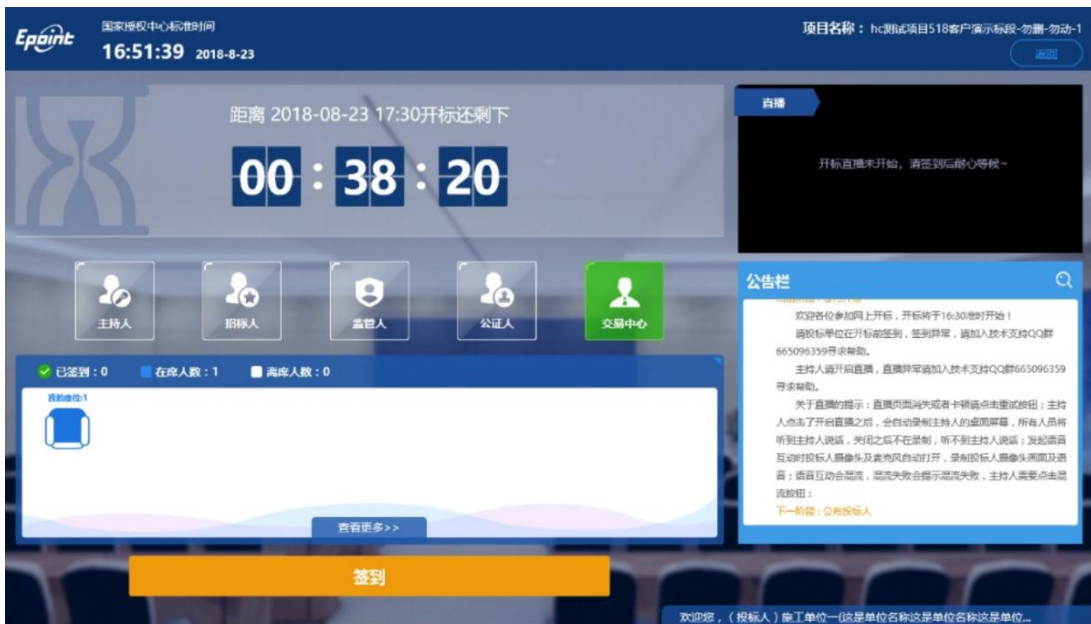 Epoint
国家授权中心标准时间
16:51:39 2018-8-23
项目名称：hc测试项目518客户演示标段-勿删-勿动-1
返回
距离 2018-08-23 17:30开标还剩下
00 : 38 : 20
直播
开标直播未开始，请签到后耐心等候~
主持人
招标人
监管人
公证人
交易中心
已签到：0
在席人数：1
离席人数：0
我的座位:1
查看更多>>
签到
公告栏
欢迎各位参加网上开标，开标将于16:30准时开始！
请投标单位在开标前签到，签到异常，请加入技术支持QQ群
665096359寻求帮助。
主持人请开启直播，直播异常请加入技术支持QQ群665096359
寻求帮助。
关于直播的提示：直播页面消失或者卡顿请点击重试按钮；主持
人点击了开启直播之后，会自动录制主持人的桌面屏幕，所有人员将
听到主持人说话，关闭之后不在录制，听不到主持人说话；发起语音
互动时投标人摄像头及麦克风自动打开，录制投标人摄像头画面及语
音；语音互动会混流，混流失败会提示混流失败，主持人需要点击混
流按钮；
下一阶段：公布投标人
欢迎您，（投标人）施工单位一(这是单位名称这是单位名称这是单位...